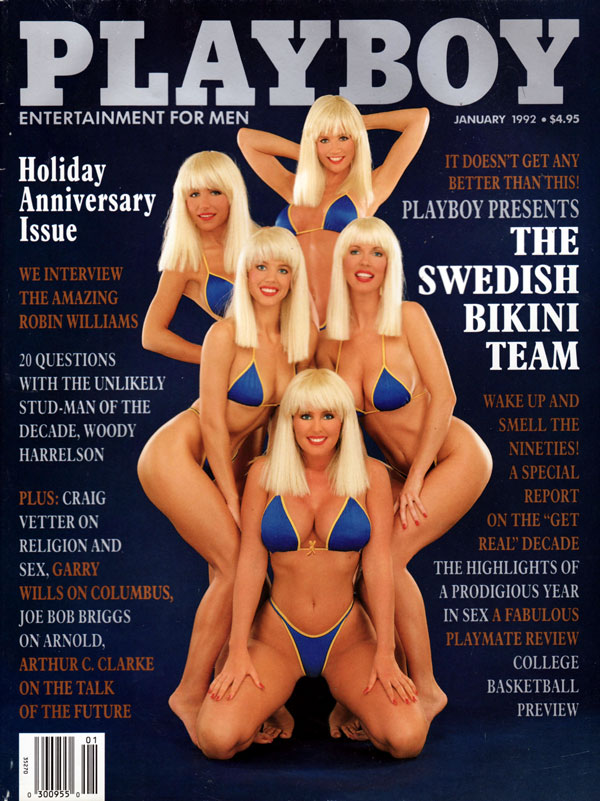 PLAYBOY
ENTERTAINMENT FOR MEN
JANUARY 1992 • $4.95
Holiday
Anniversary
Issue
WE INTERVIEW
THE AMAZING
ROBIN WILLIAMS
20 QUESTIONS
WITH THE UNLIKELY
STUD-MAN OF THE
DECADE, WOODY
HARRELSON
PLUS: CRAIG
VETTER ON
RELIGION AND
SEX, GARRY
WILLS ON COLUMBUS,
JOE BOB BRIGGS
ON ARNOLD,
ARTHUR C. CLARKE
ON THE TALK
OF THE FUTURE
IT DOESN'T GET ANY
BETTER THAN THIS!
PLAYBOY PRESENTS
THE
SWEDISH
BIKINI
TEAM
WAKE UP AND
SMELL THE
NINETIES!
A SPECIAL
REPORT
ON THE "GET
REAL" DECADE
THE HIGHLIGHTS OF
A PRODIGIOUS YEAR
IN SEX A FABULOUS
PLAYMATE REVIEW
COLLEGE
BASKETBALL
PREVIEW
01
33270
0 300955 0